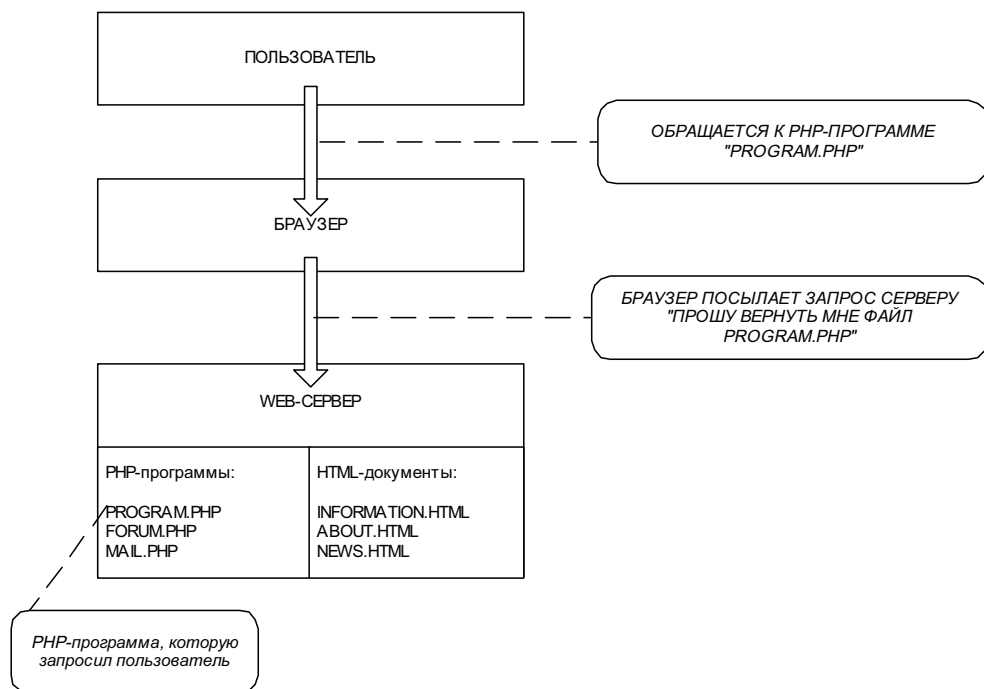 ПОЛЬЗОВАТЕЛЬ
ОБРАЩАЕТСЯ К PHP-ПРОГРАММЕ
"PROGRAM.PHP"
БРАУЗЕР
БРАУЗЕР ПОСЫЛАЕТ ЗАПРОС СЕРВЕРУ
"ПРОШУ ВЕРНУТЬ МНЕ ФАЙЛ
PROGRAM.PHP"
WEB-СЕРВЕР
PHP-программы:
PROGRAM.PHP
FORUM.PHP
MAIL.PHP
HTML-документы:
INFORMATION.HTML
ABOUT.HTML
NEWS.HTML
PHP-программа, которую
запросил пользователь